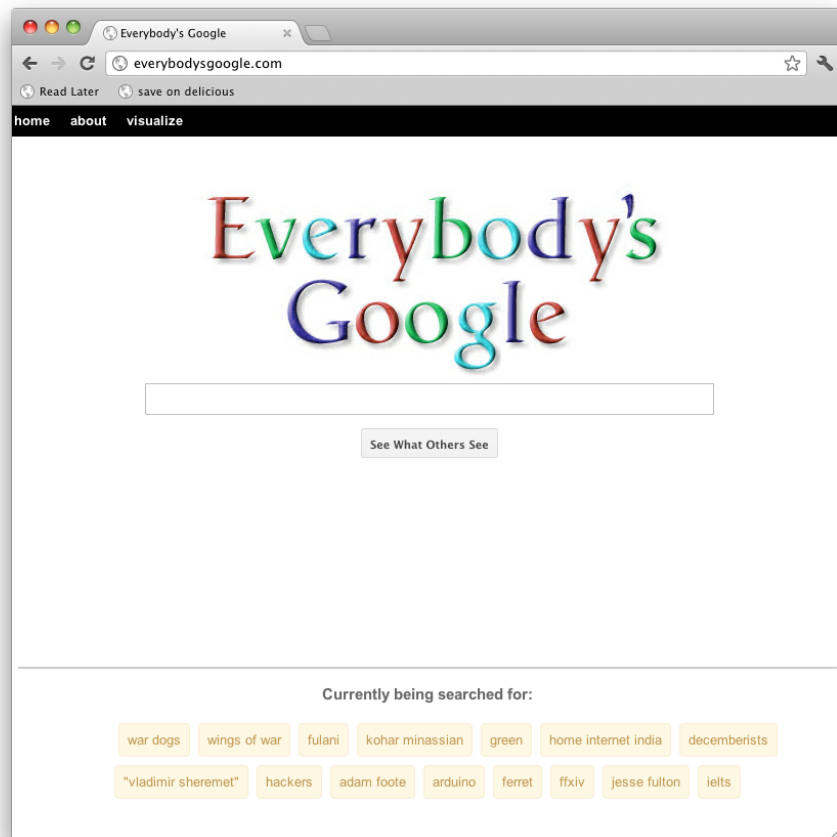 Everybody's Google
everybodysgoogle.com
Read Later save on delicious
home about visualize
Everybody's
Google
See What Others See
Currently being searched for:
war dogs wings of war fulani kohar minassian green home internet india decemberists
"vladimir sheremet" hackers adam foote arduino ferret ffxiv jesse fulton ielts